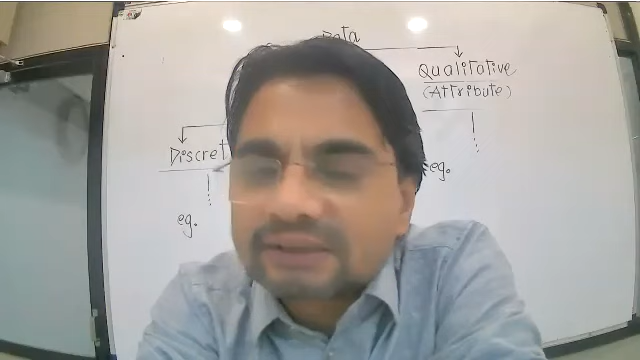 Data
Qualitative
(Attribute)
Discret
eg.
eg.